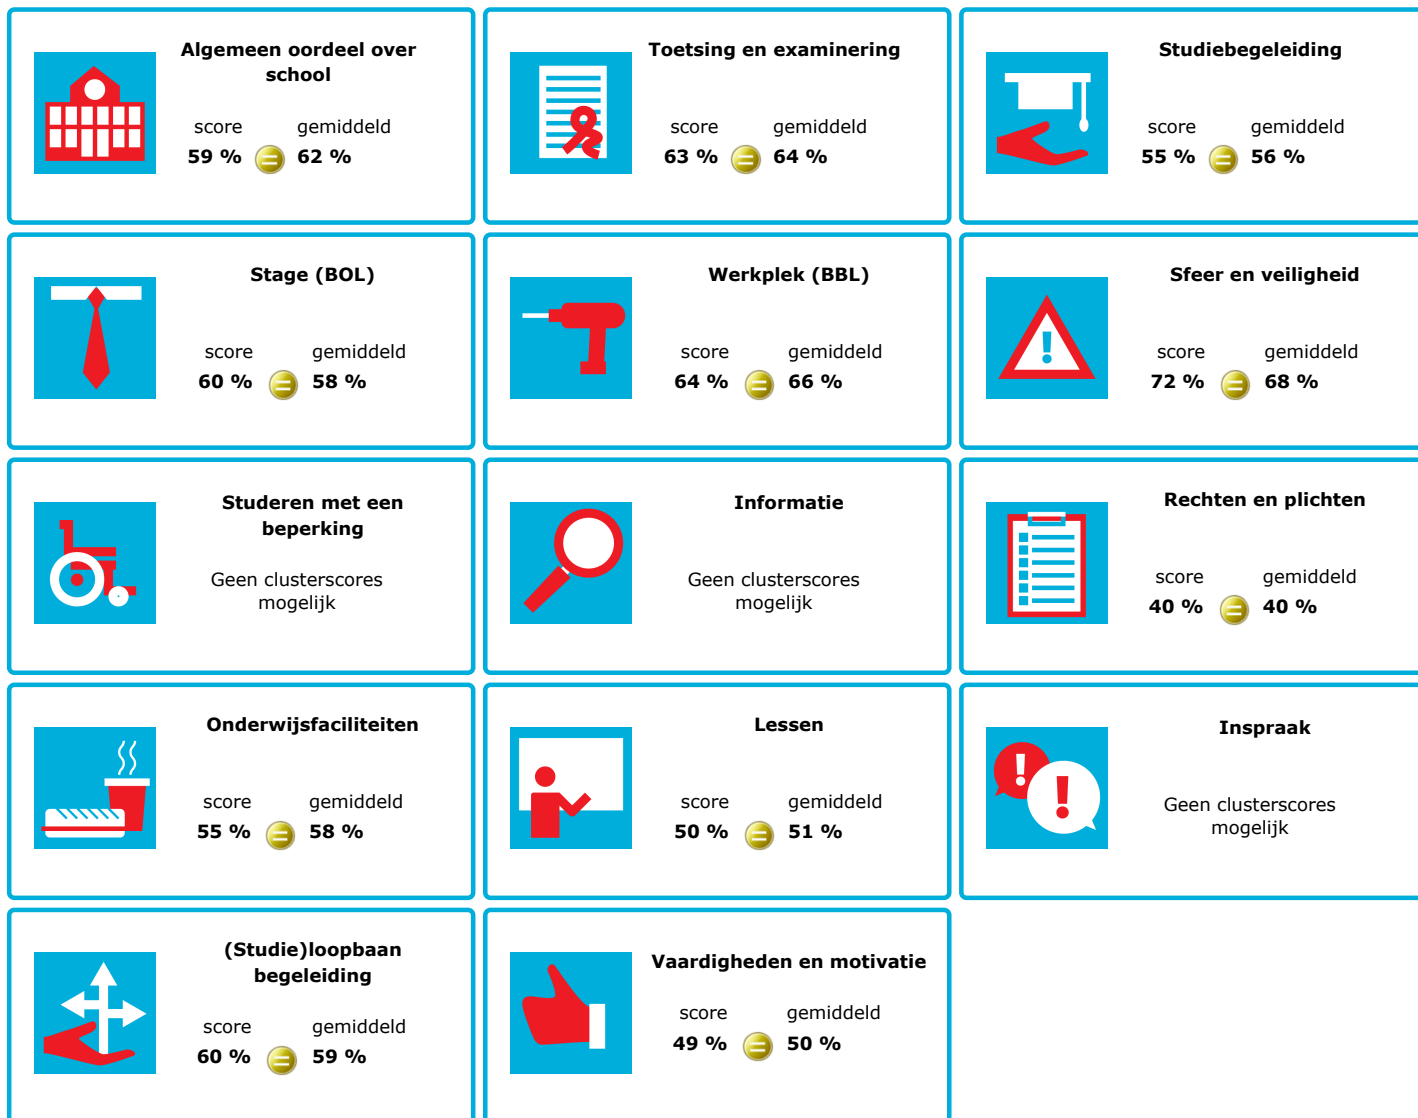 Algemeen oordeel over
school
score gemiddeld
59 % = 62 %
Toetsing en examinering
score gemiddeld
63 % = 64 %
Studiebegeleiding
score gemiddeld
55 % = 56 %
Stage (BOL)
score gemiddeld
60 % = 58 %
Werkplek (BBL)
score gemiddeld
64 % = 66 %
Sfeer en veiligheid
score gemiddeld
72 % = 68 %
Studeren met een
beperking
Geen clusterscores
mogelijk
Informatie
Geen clusterscores
mogelijk
Rechten en plichten
score gemiddeld
40 % = 40 %
Onderwijsfaciliteiten
score gemiddeld
55 % = 58 %
Lessen
score gemiddeld
50 % = 51 %
Inspraak
Geen clusterscores
mogelijk
(Studie)loopbaan
begeleiding
score gemiddeld
60 % = 59 %
Vaardigheden en motivatie
score gemiddeld
49 % = 50 %